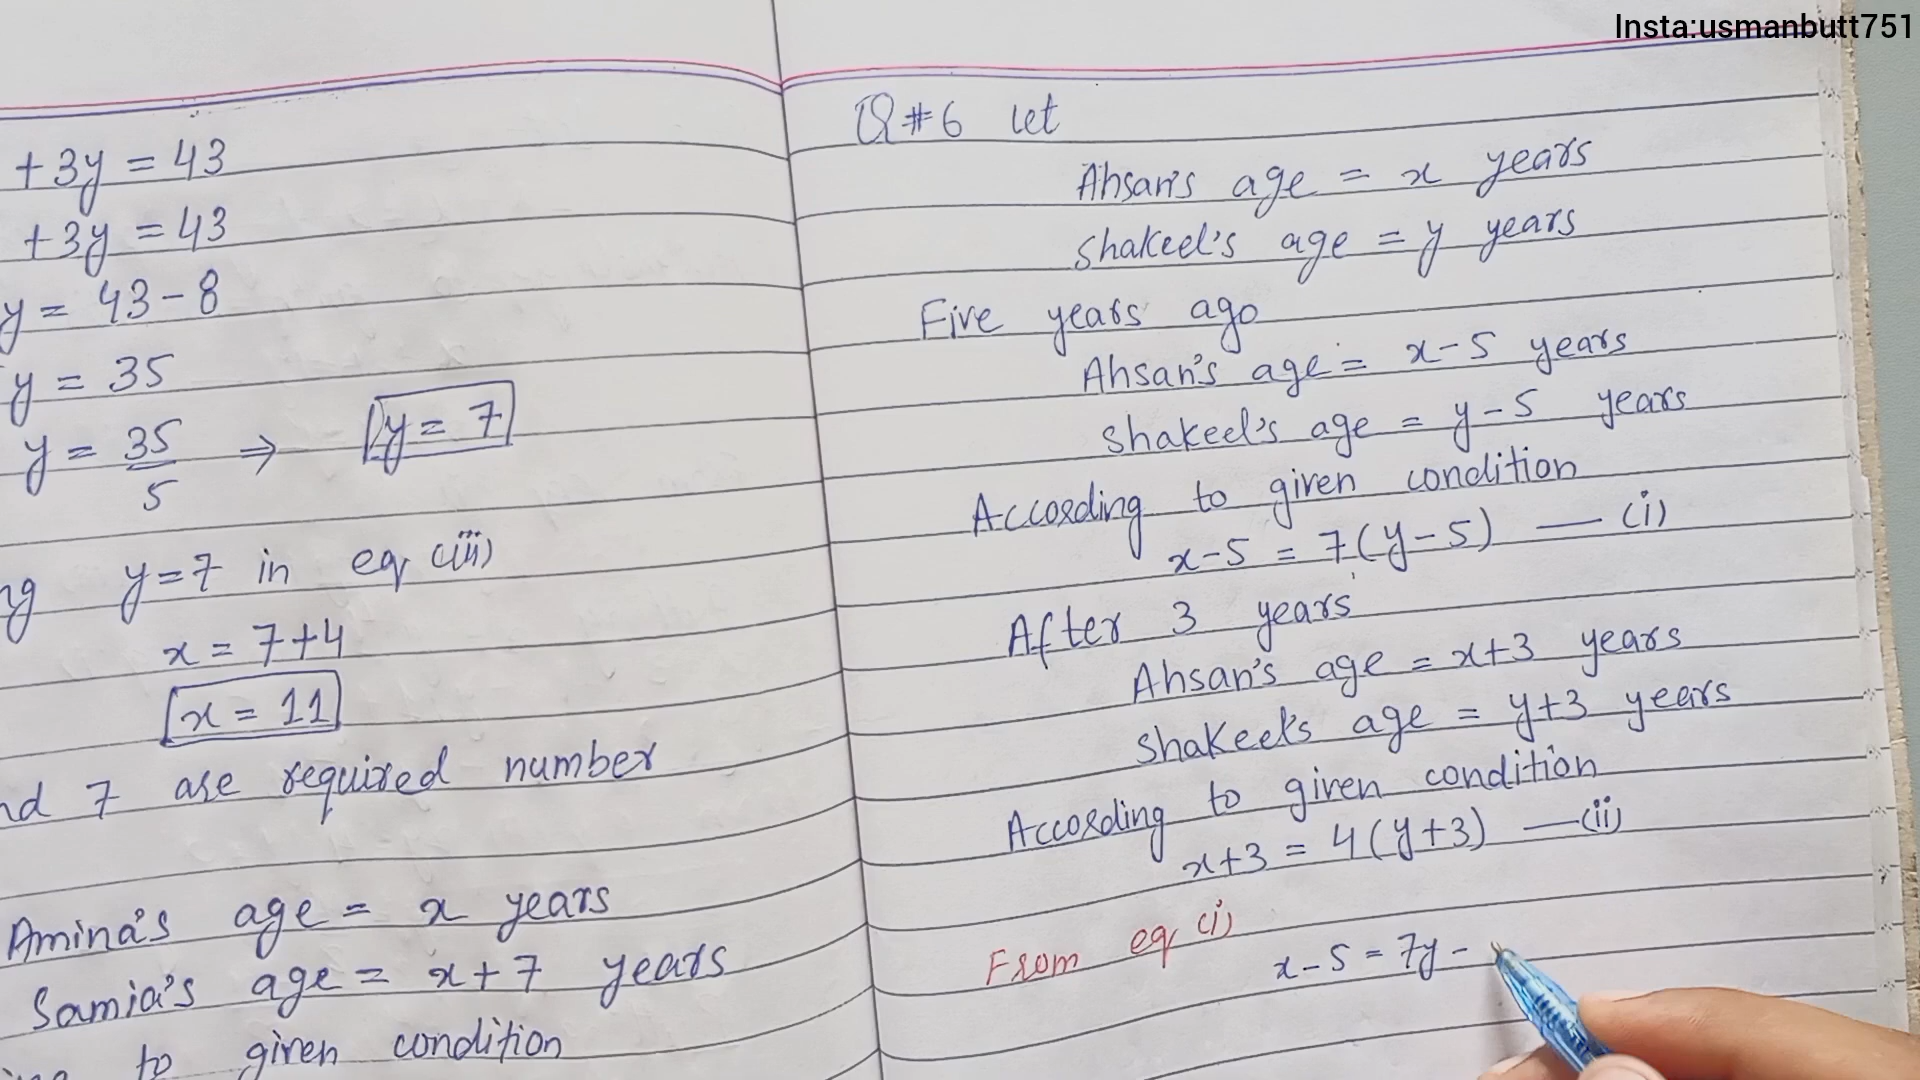 Insta:usmanbutt751
+3y = 43
+3y = 43
y = 43-8
y = 35
y = 35/5 ⇒ y = 7
y=7 in eq (iii)
x = 7+4
x = 11
7 are required number
Amina's age = x years
Samia's age = x+7 years
to given condition
Q#6 let
Ahsan's age = x years
Shakeel's age = y years
Five years ago
Ahsan's age = x-5 years
Shakeel's age = y-5 years
According to given condition
x-5 = 7(y-5) — (i)
After 3 years
Ahsan's age = x+3 years
Shakeel's age = y+3 years
According to given condition
x+3 = 4(y+3) — (ii)
From eq (i)
x-5 = 7y-